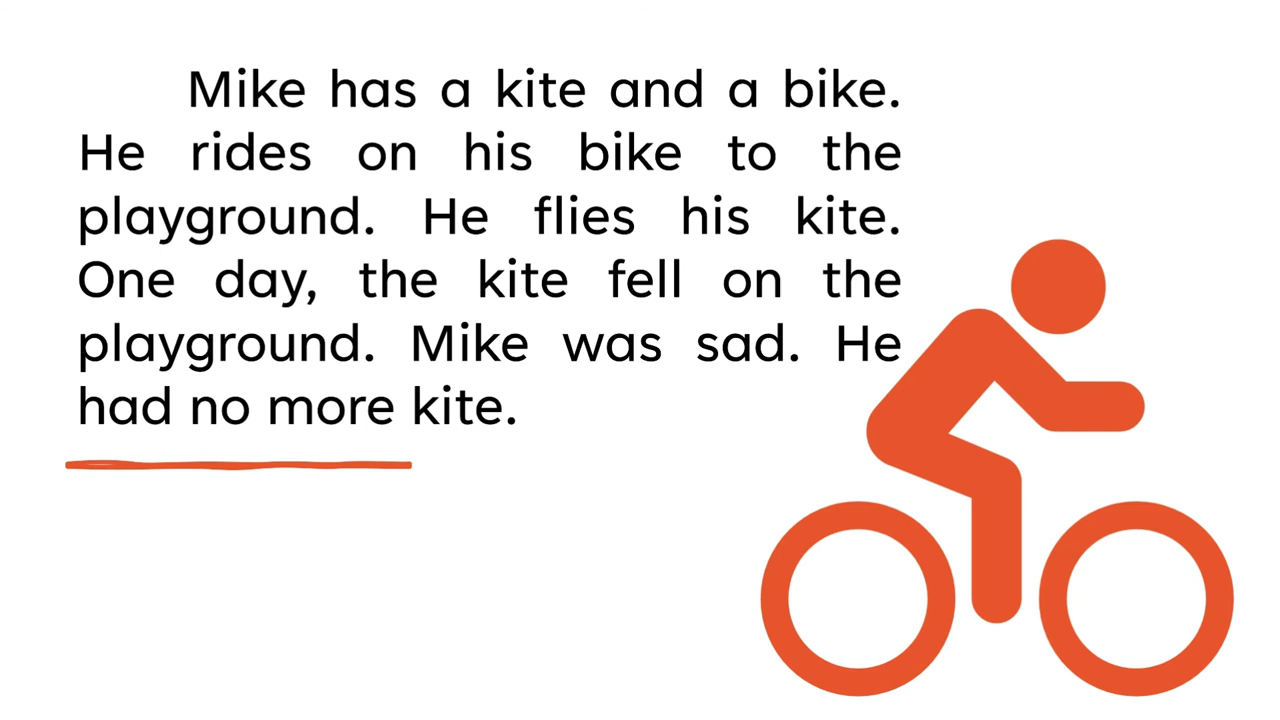 Mike has a kite and a bike.
He rides on his bike to the
playground. He flies his kite.
One day, the kite fell on the
playground. Mike was sad. He
had no more kite.